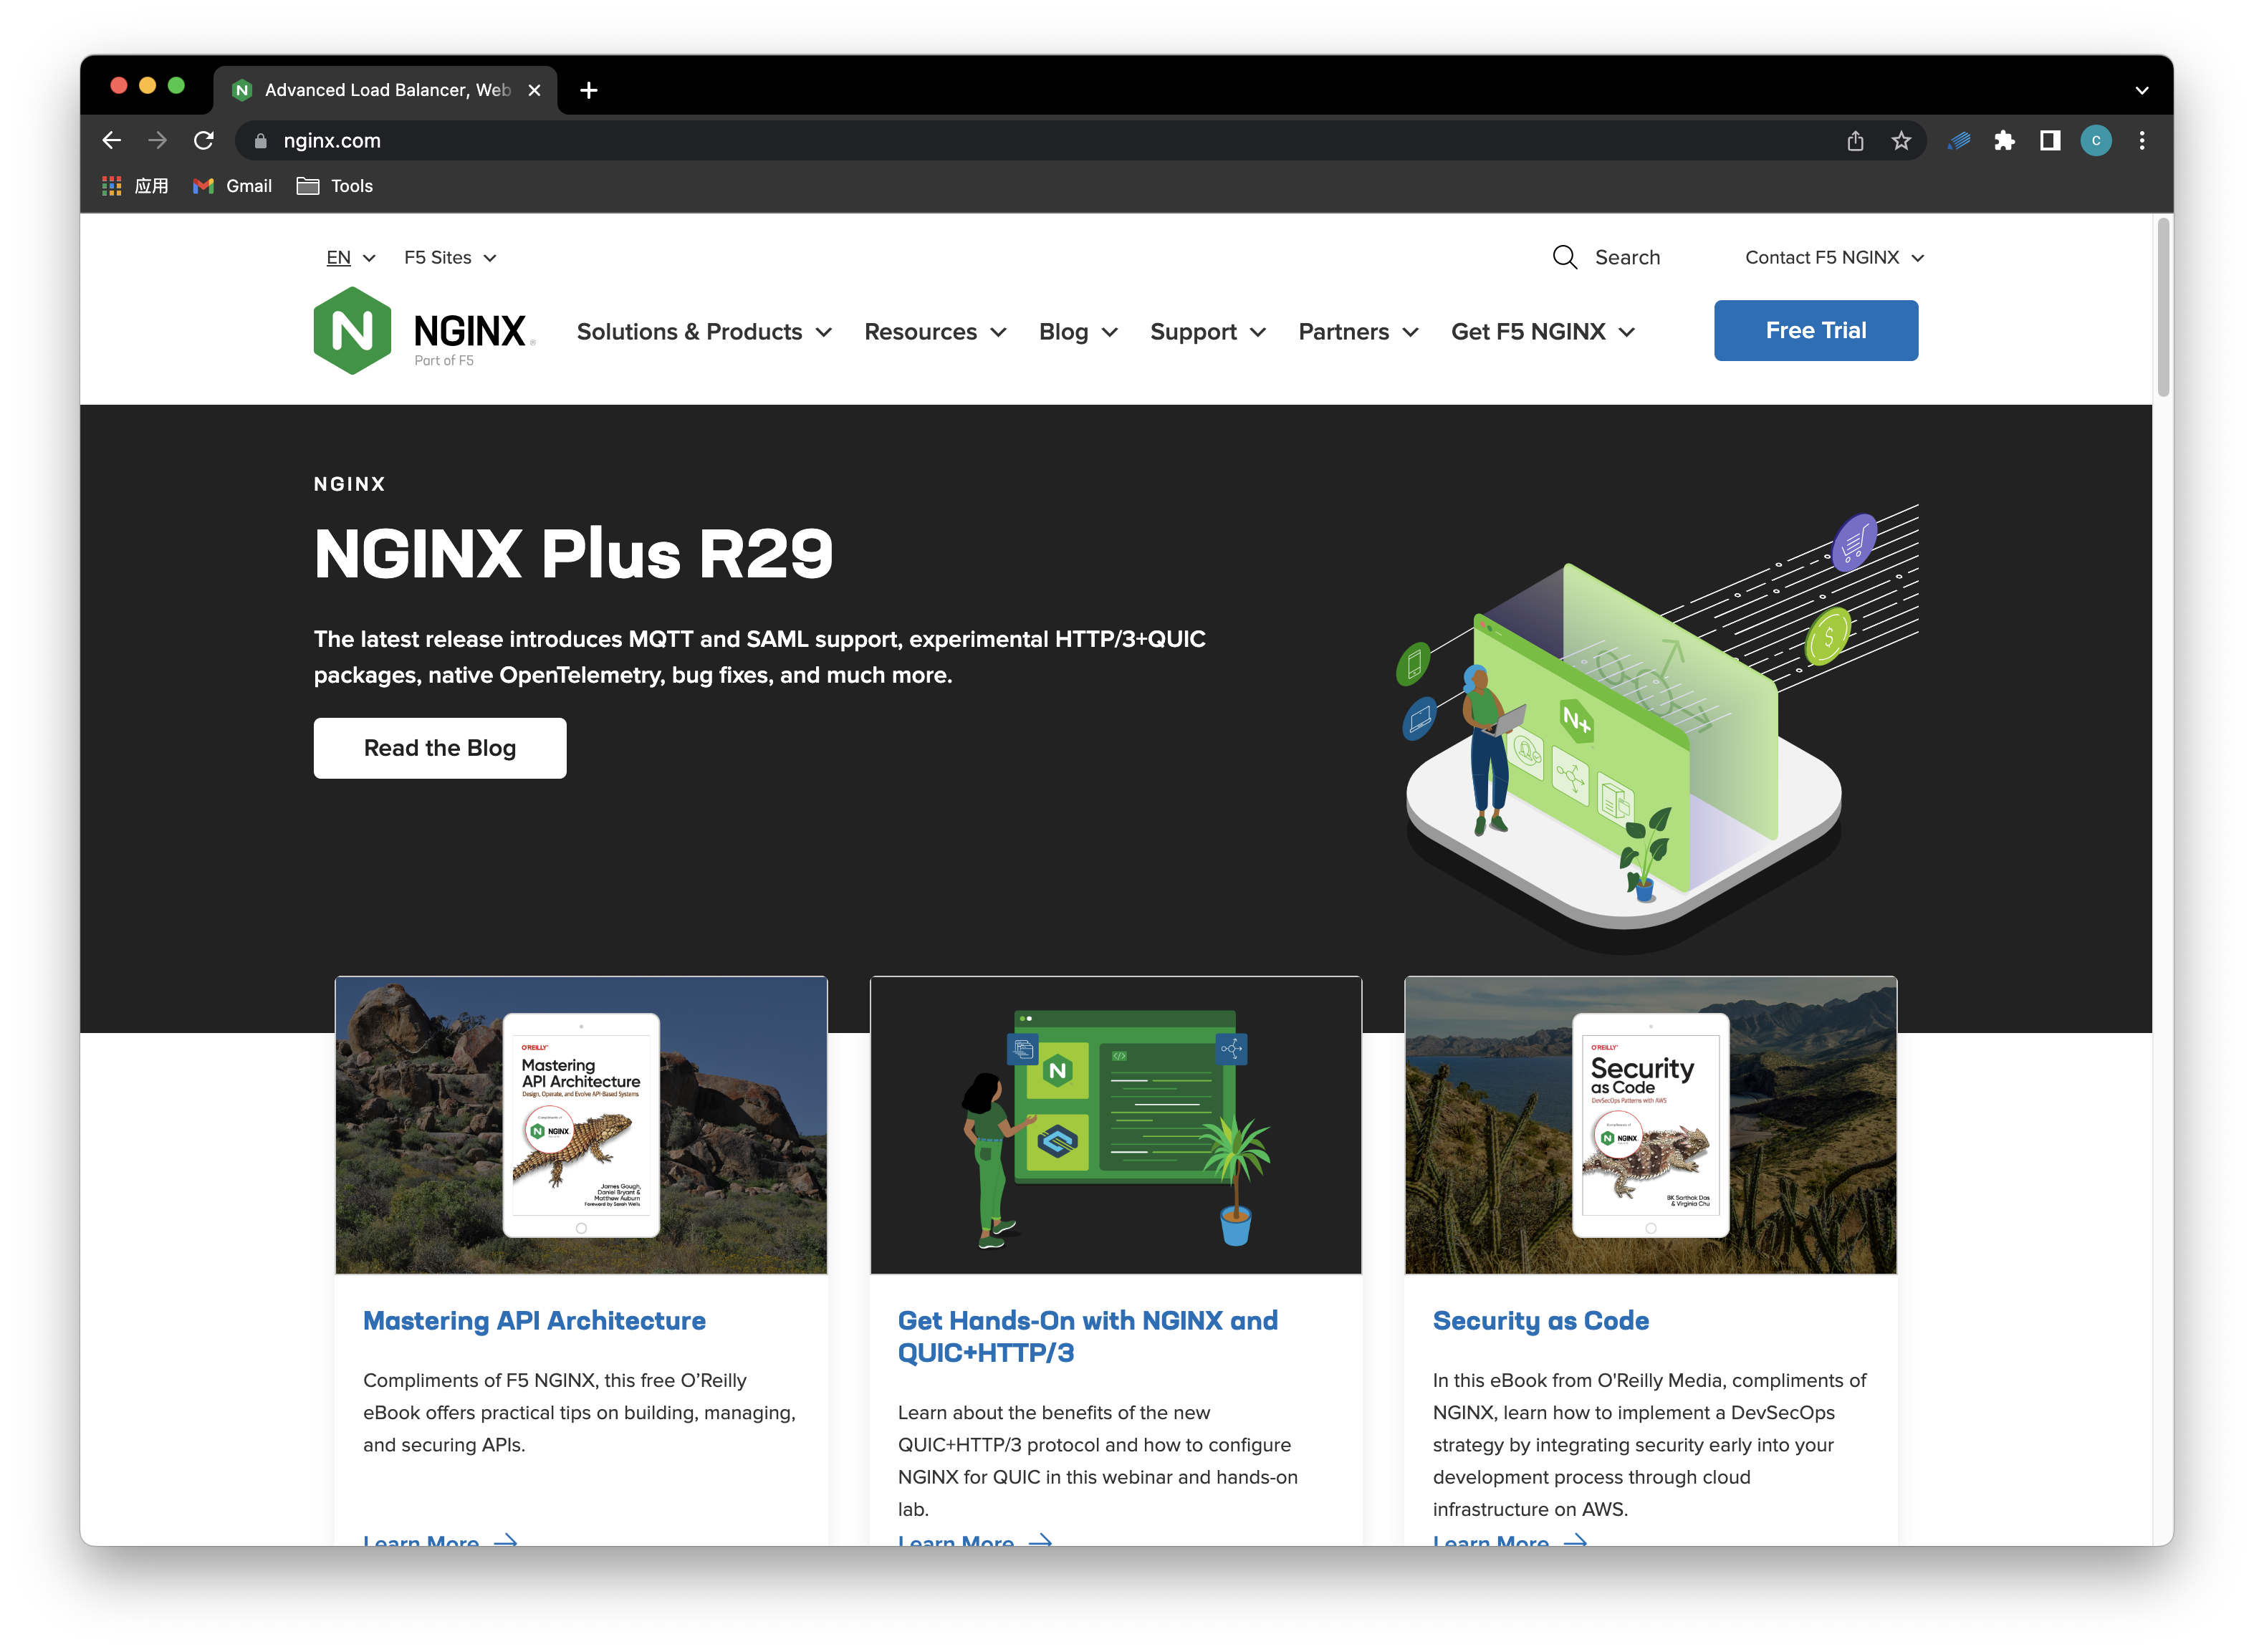 Advanced Load Balancer, Web
nginx.com
C
应用 Gmail Tools
EN F5 Sites Search Contact F5 NGINX
N NGINX
Part of F5
Solutions & Products Resources Blog Support Partners Get F5 NGINX Free Trial
NGINX
NGINX Plus R29
The latest release introduces MQTT and SAML support, experimental HTTP/3+QUIC
packages, native OpenTelemetry, bug fixes, and much more.
Read the Blog
N+
O'REILLY
Mastering
API Architecture
Design, Operate, and Evolve API-Based Systems
NGINX
James Gough,
Daniel Bryant &
Matthew Auburn
N
</>
O'REILLY
Security
as Code
DevSecOps Patterns with AWS
NGINX
BK Sarthak Das
& Virginia Chu
Mastering API Architecture
Compliments of F5 NGINX, this free O’Reilly
eBook offers practical tips on building, managing,
and securing APIs.
Learn More
Get Hands-On with NGINX and
QUIC+HTTP/3
Learn about the benefits of the new
QUIC+HTTP/3 protocol and how to configure
NGINX for QUIC in this webinar and hands-on
lab.
Learn More
Security as Code
In this eBook from O'Reilly Media, compliments of
NGINX, learn how to implement a DevSecOps
strategy by integrating security early into your
development process through cloud
infrastructure on AWS.
Learn More